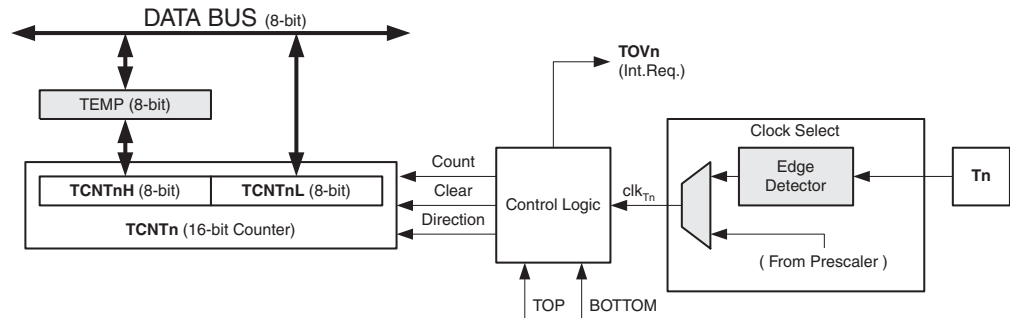 DATA BUS (8-bit)
TEMP (8-bit)
TCNTnH (8-bit)
TCNTnL (8-bit)
TCNTn (16-bit Counter)
Count
Clear
Direction
Control Logic
TOVn
(Int.Req.)
TOP
BOTTOM
clkTn
Clock Select
Edge
Detector
( From Prescaler )
Tn